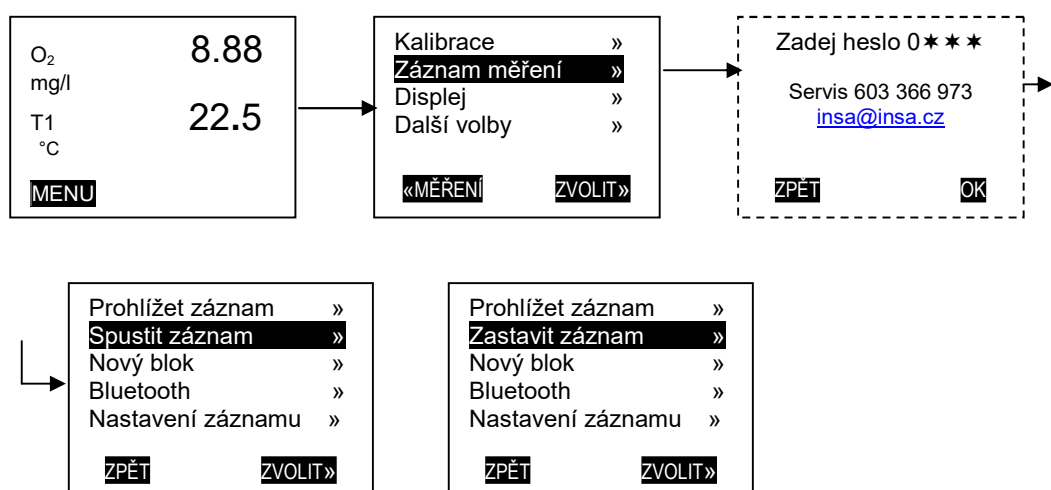 O₂ 8.88
mg/l
T1 22.5
°C
MENU
Kalibrace »
Záznam měření »
Displej »
Další volby »
«MĚŘENÍ ZVOLIT»
Zadej heslo 0✶✶✶
Servis 603 366 973
insa@insa.cz
ZPĚT OK
Prohlížet záznam »
Spustit záznam »
Nový blok »
Bluetooth »
Nastavení záznamu »
ZPĚT ZVOLIT»
Prohlížet záznam »
Zastavit záznam »
Nový blok »
Bluetooth »
Nastavení záznamu »
ZPĚT ZVOLIT»